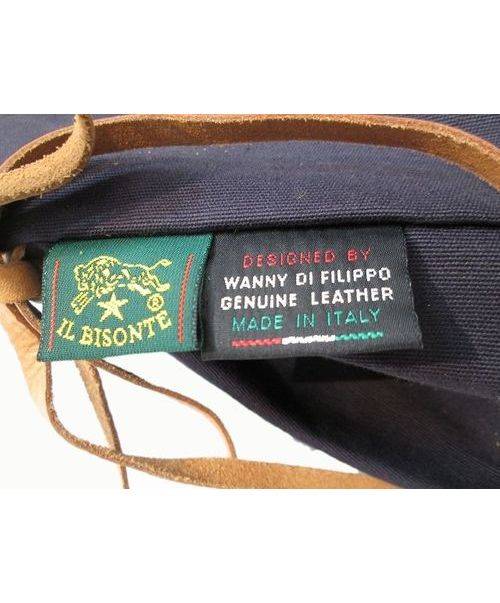 IL BISONTE ®
DESIGNED BY
WANNY DI FILIPPO
GENUINE LEATHER
MADE IN ITALY